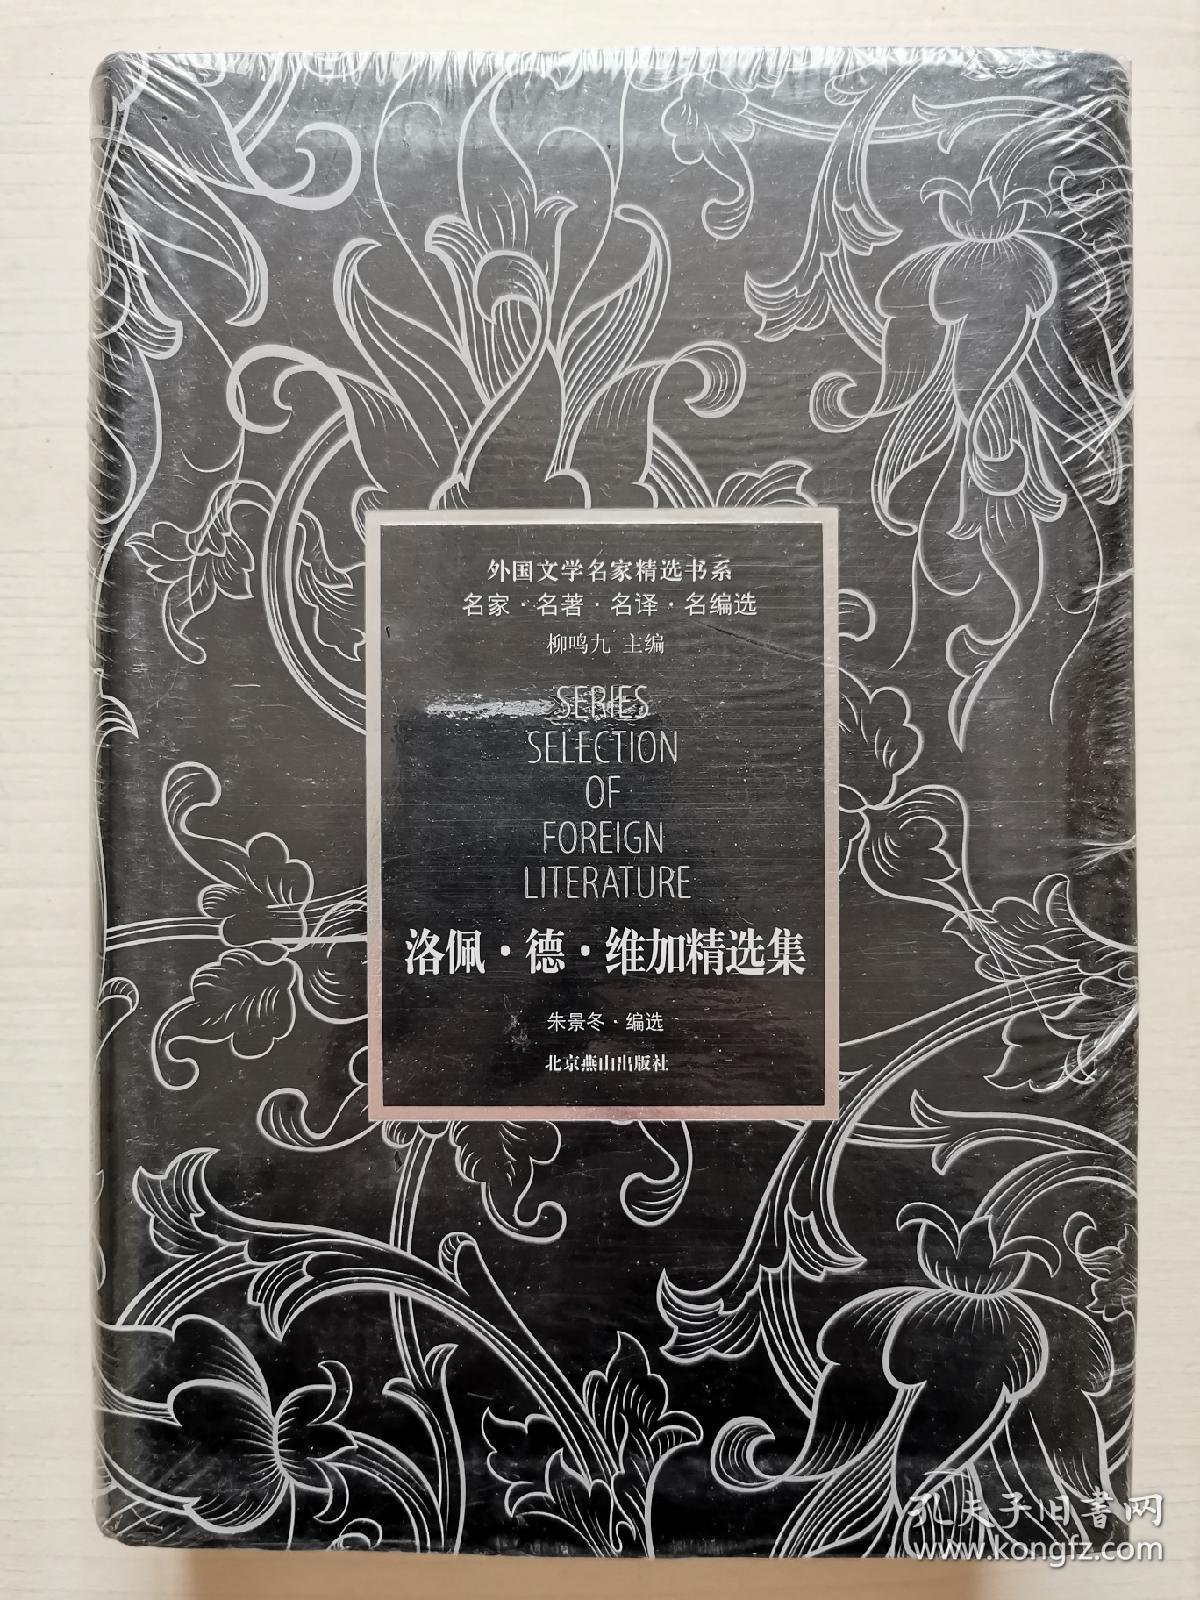 外国文学名家精选书系
名家·名著·名译·名编选
柳鸣九 主编
SERIES
SELECTION
OF
FOREIGN
LITERATURE
洛佩·德·维加精选集
朱景冬·编选
北京燕山出版社
孔夫子旧書网
www.kongfz.com